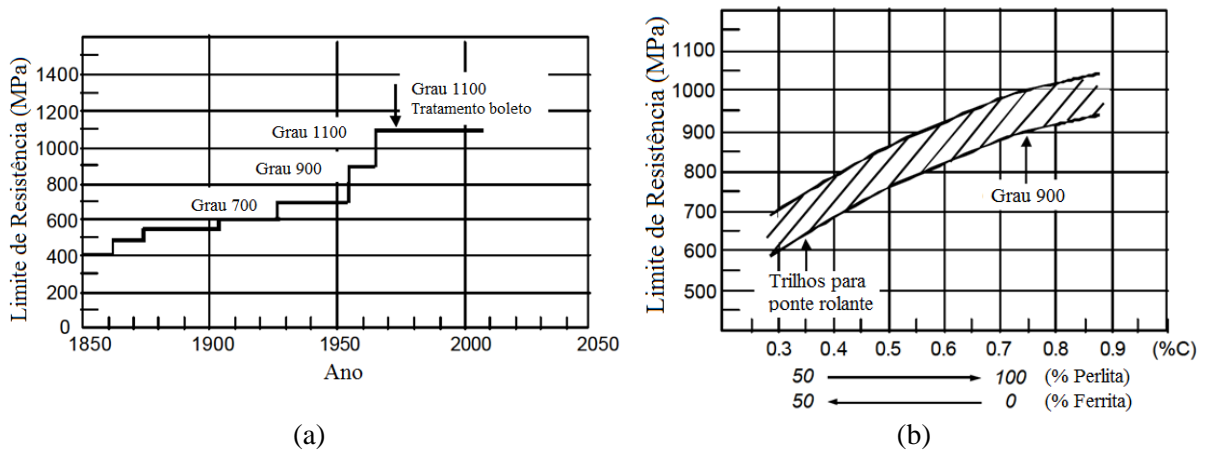 Limite de Resistência (MPa)
1400
1200
1000
800
600
400
200
0
Grau 1100
Tratamento boleto
Grau 1100
Grau 900
Grau 700
1850
1900
1950
2000
2050
Ano
(a)
Limite de Resistência (MPa)
1100
1000
900
800
700
600
500
Grau 900
Trilhos para
ponte rolante
0.3 0.4 0.5 0.6 0.7 0.8 0.9 (%C)
50 100 (% Perlita)
50 0 (% Ferrita)
(b)